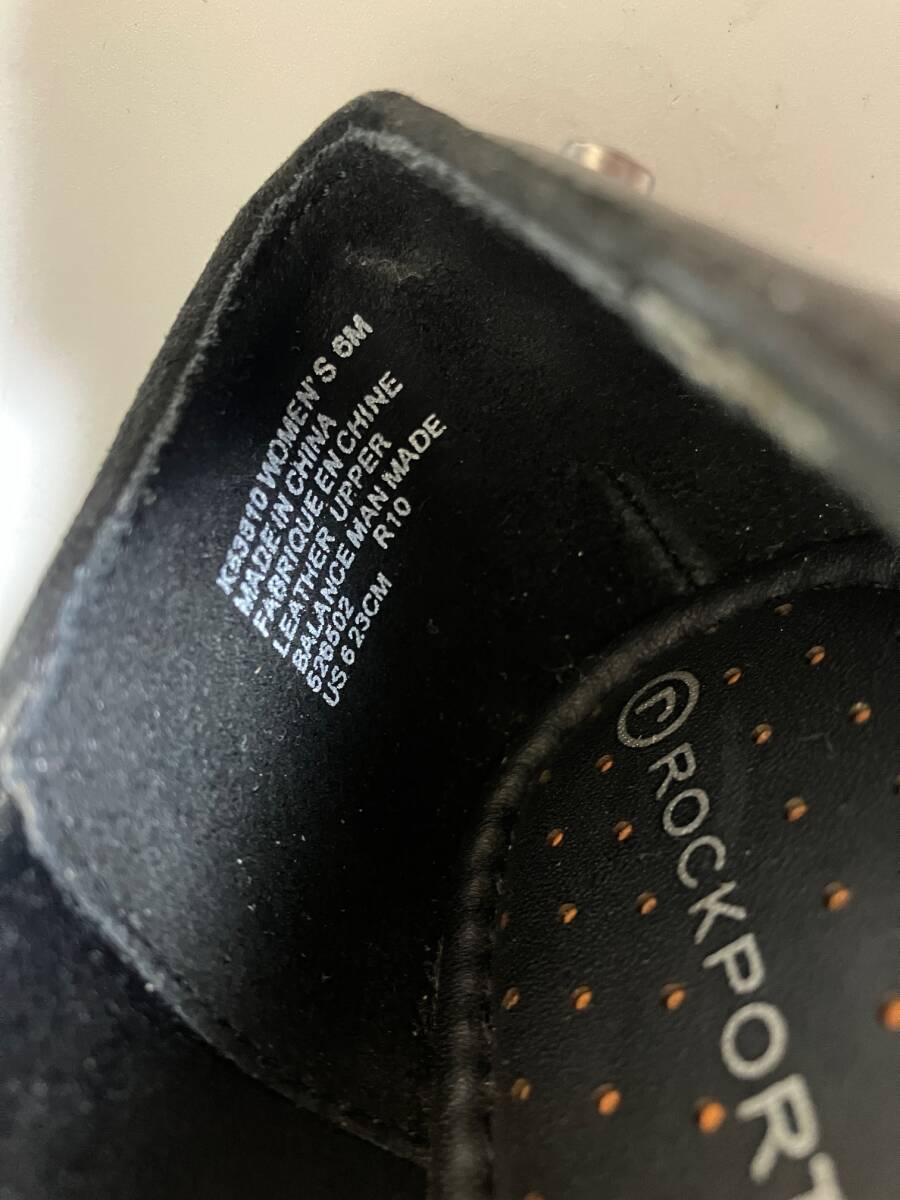 K53910 WOMEN'S 6M
MADE IN CHINA
FABRIQUE EN CHINE
LEATHER UPPER
BALANCE MAN MADE
526502 R10
US 6 23CM
ⓡ ROCKPORT